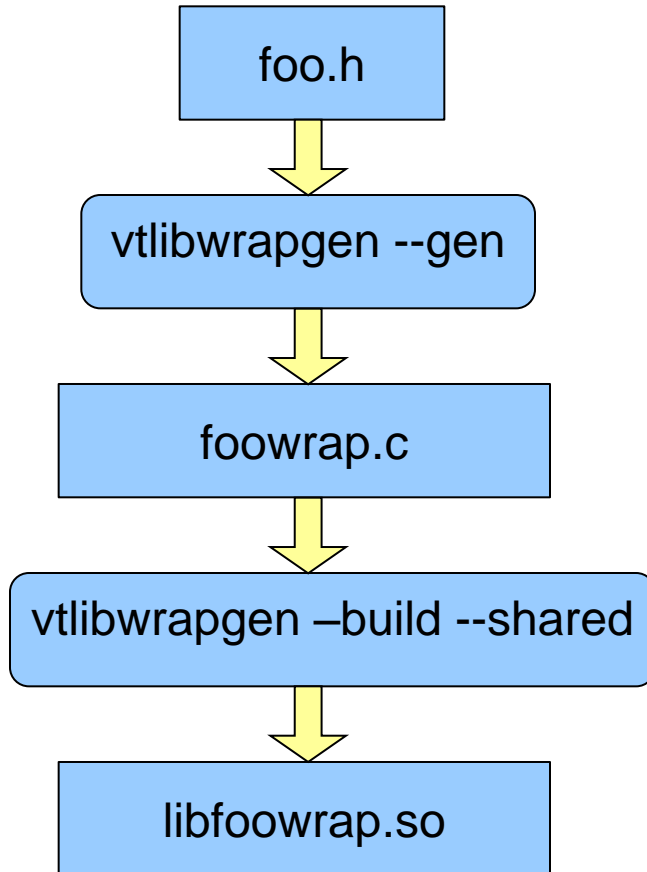 foo.h
vtlibwrapgen --gen
foowrap.c
vtlibwrapgen –build --shared
libfoowrap.so